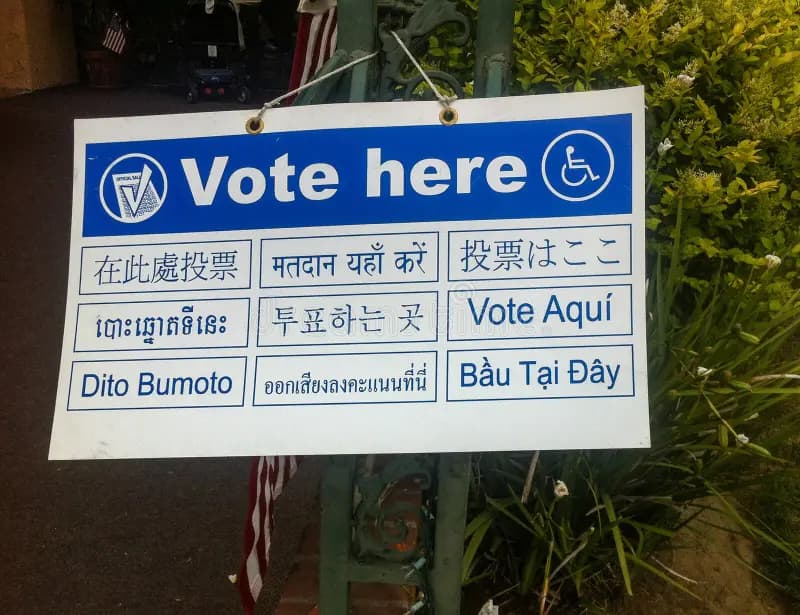 Vote here
在此處投票
मतदान यहाँ करें
投票はここ
បោះឆ្នោតទីនេះ
투표하는 곳
Vote Aquí
Dito Bumoto
ออกเสียงลงคะแนนที่นี่
Bầu Tại Đây